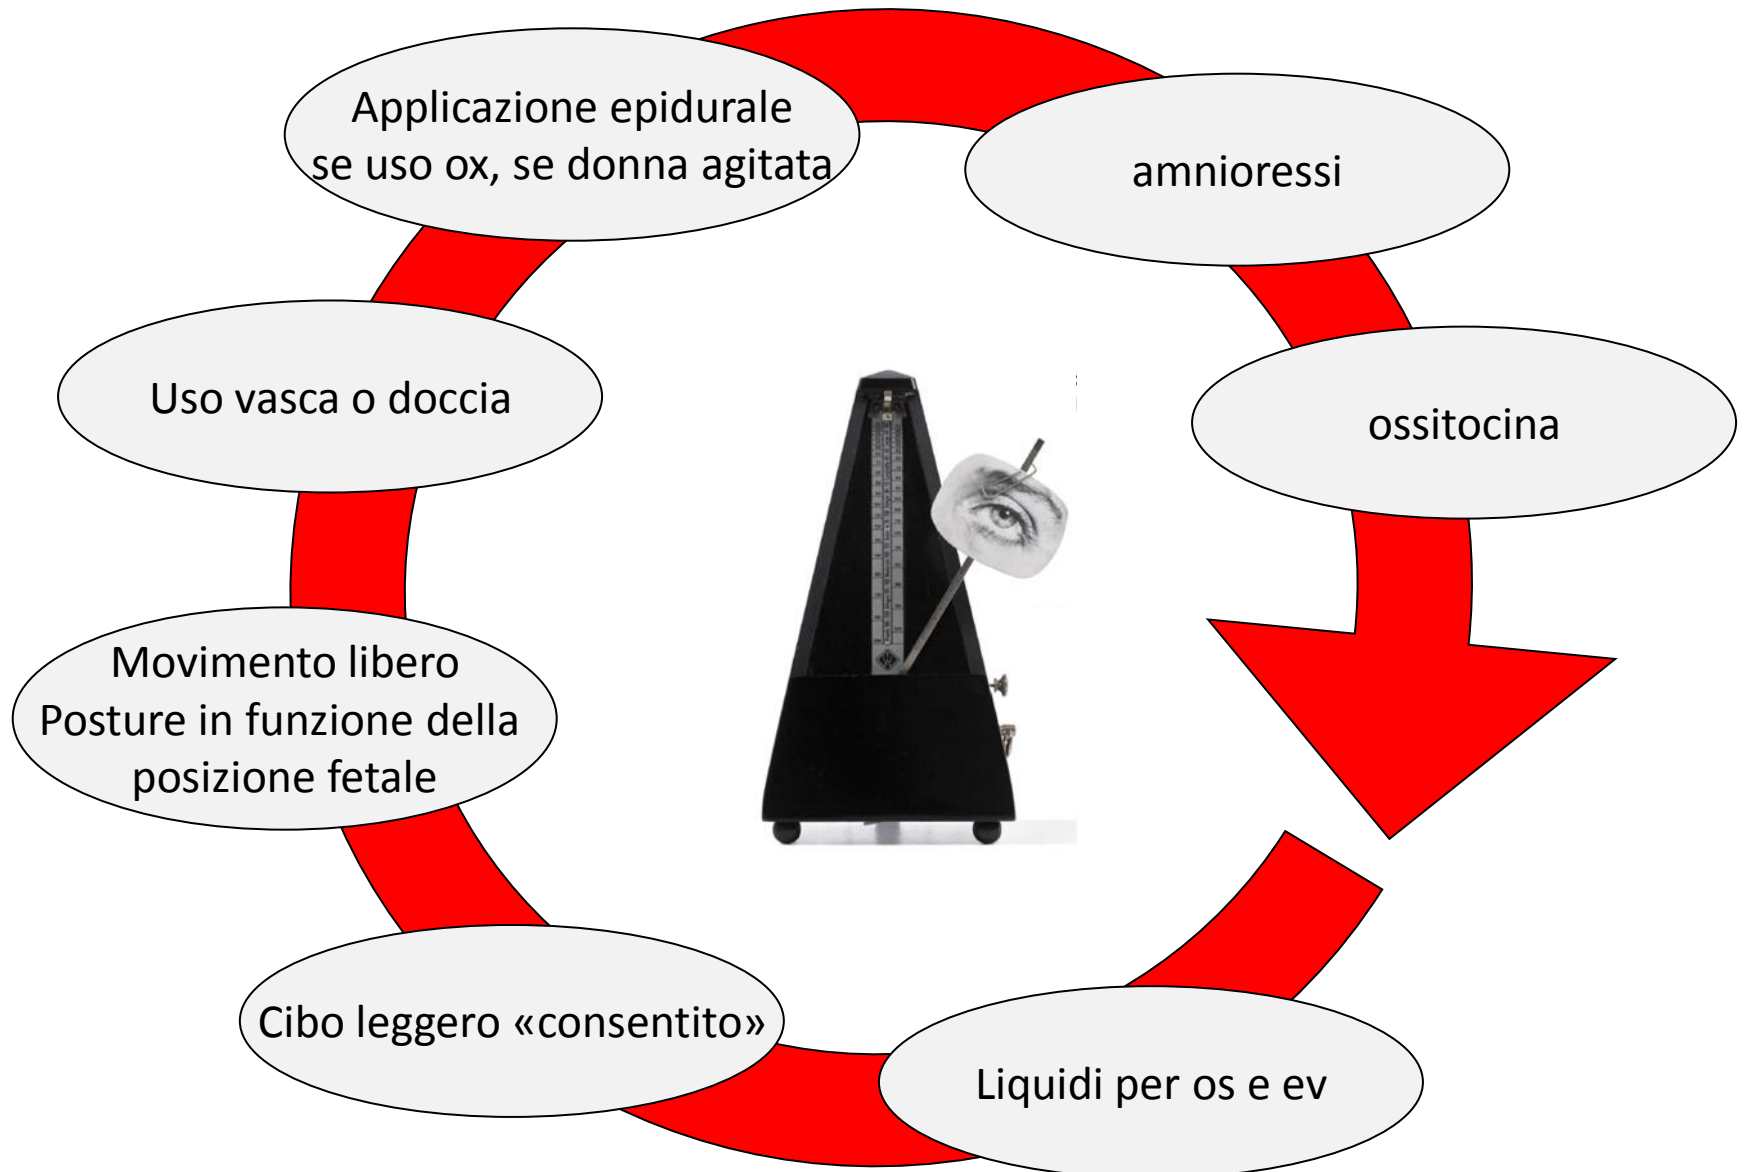 Applicazione epidurale
se uso ox, se donna agitata
amnioressi
Uso vasca o doccia
ossitocina
Movimento libero
Posture in funzione della
posizione fetale
Cibo leggero «consentito»
Liquidi per os e ev